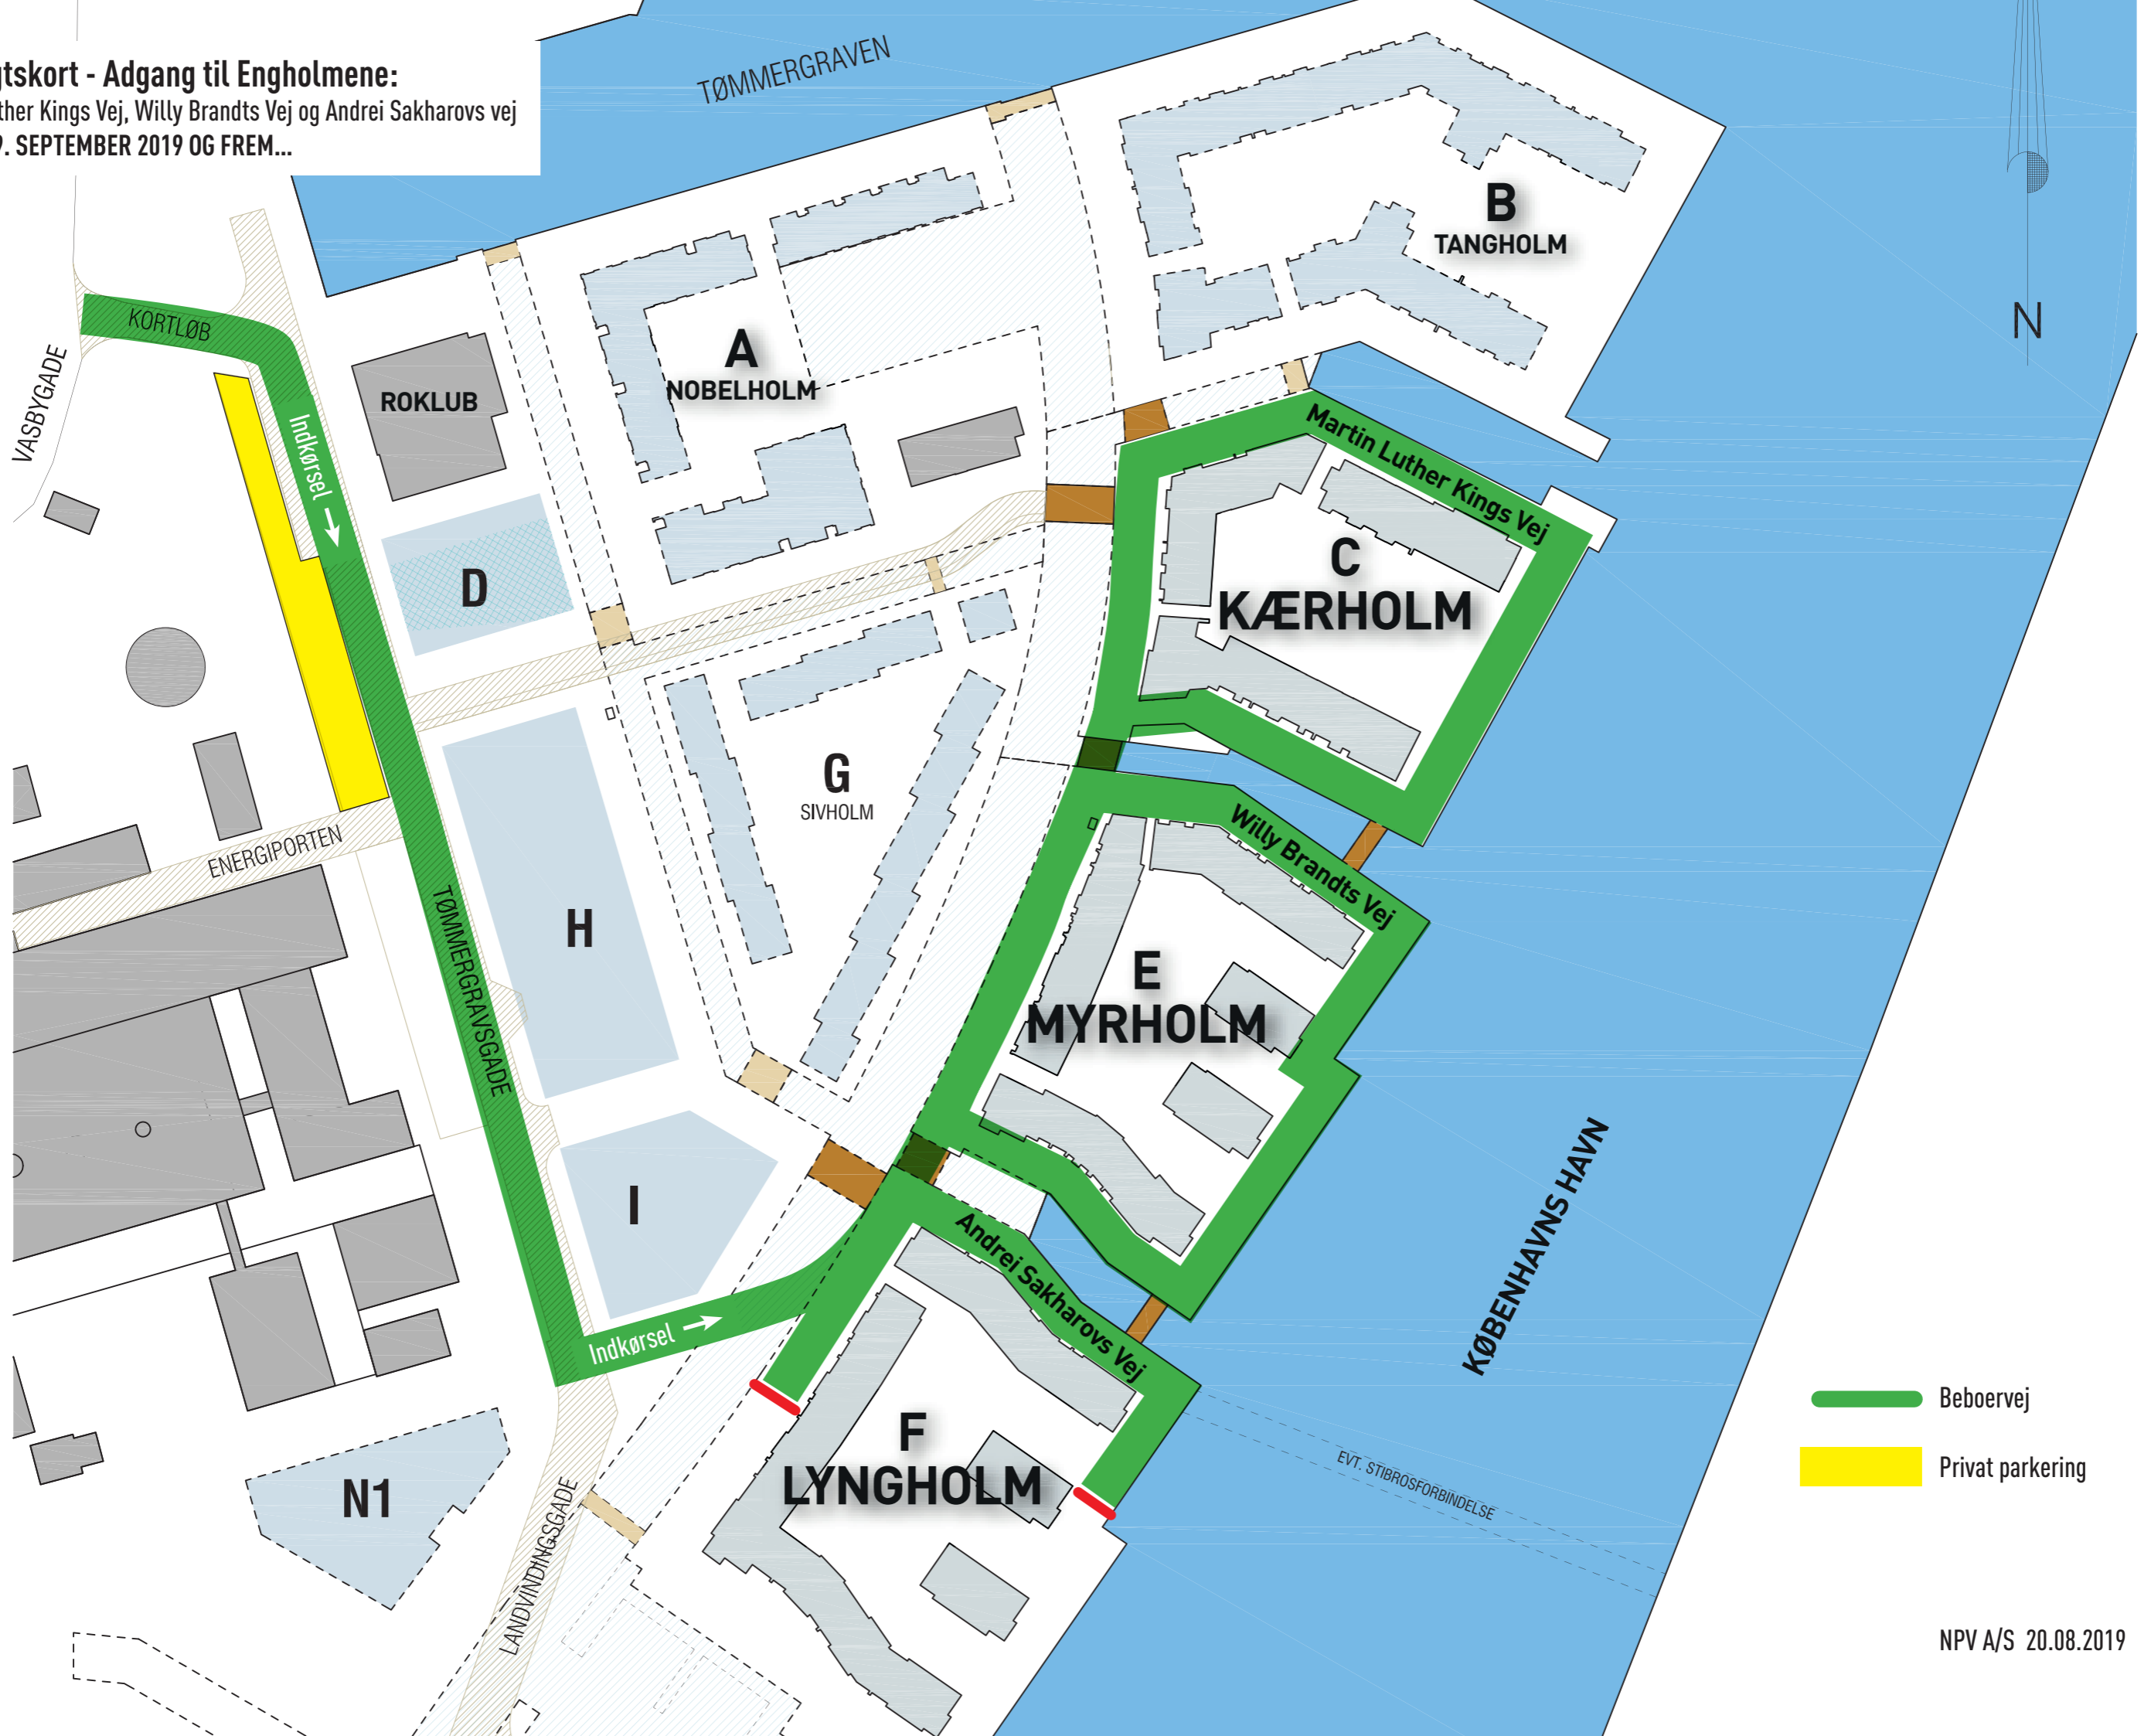 gtskort - Adgang til Engholmene:
ther Kings Vej, Willy Brandts Vej og Andrei Sakharovs vej
9. SEPTEMBER 2019 OG FREM...
TØMMERGRAVEN
B
TANGHOLM
N
KORTLØB
VASBYGADE
Indkørsel
ROKLUB
A
NOBELHOLM
Martin Luther Kings Vej
C
KÆRHOLM
D
G
SIVHOLM
ENERGIPORTEN
Willy Brandts Vej
H
TØMMERGRAVSGADE
E
MYRHOLM
I
Andrei Sakharovs Vej
KØBENHAVNS HAVN
Indkørsel
F
LYNGHOLM
N1
LANDVINDINGSGADE
EVT. STIBROSFORBINDELSE
Beboervej
Privat parkering
NPV A/S 20.08.2019